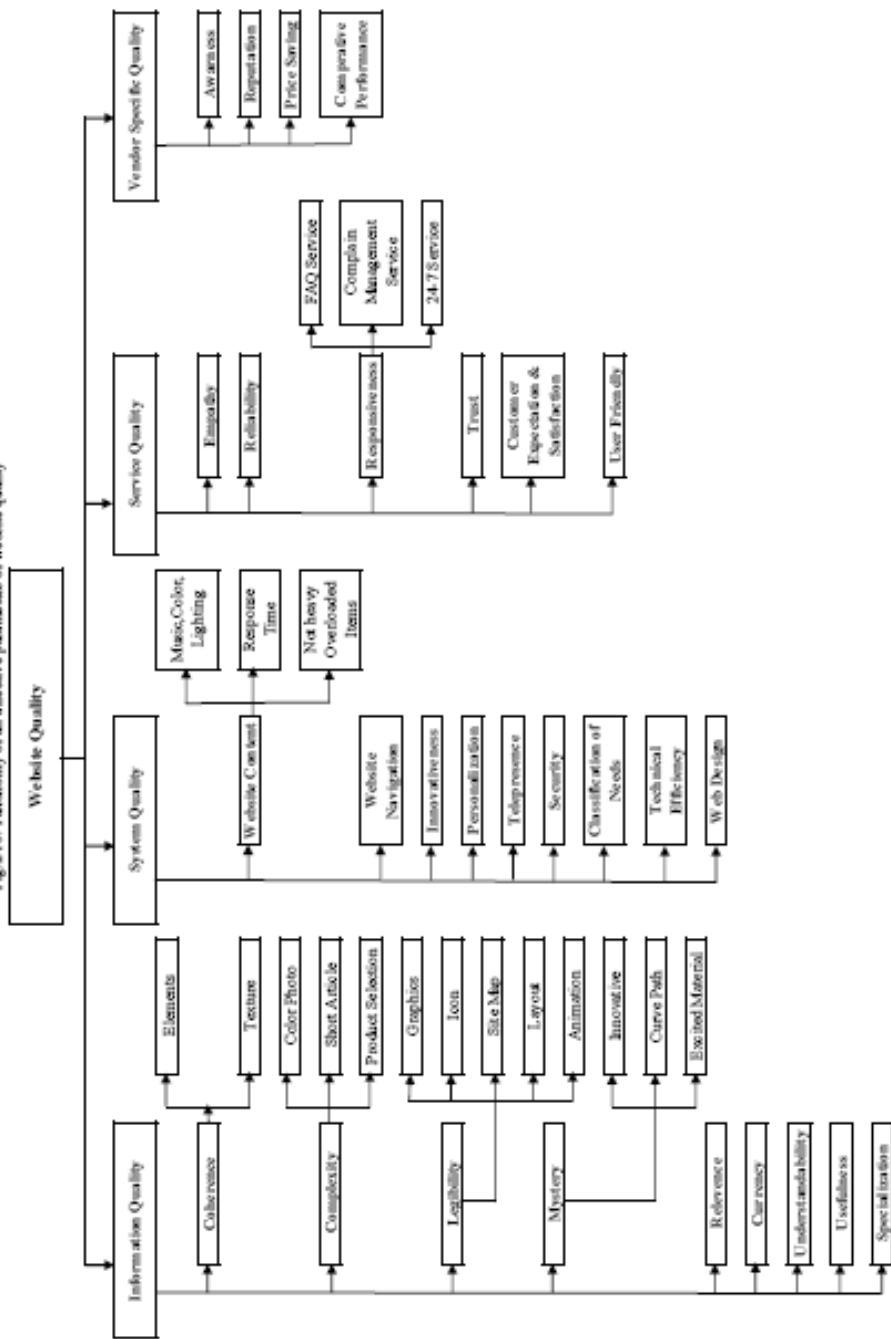 Website Quality
Information Quality
Coherence
Elements
Texture
Complexity
Color Photo
Short Article
Product Selection
Legibility
Graphics
Icon
Site Map
Layout
Animation
Mystery
Innovative
Curve Path
Excited Material
Relevence
Currency
Understandability
Usefulness
Specialization
System Quality
Website Content
Music,Color,
Lighting
Response
Time
Not heavy
Overloaded
Items
Website
Navigation
Innovativeness
Personalization
Telepresence
Security
Classification of
Needs
Technical
Efficiency
Web Design
Service Quality
Empathy
Reliability
Responsiveness
FAQ Service
Complain
Management
Service
24-7 Service
Trust
Customer
Expectation &
Satisfaction
User Friendly
Vendor Specific Quality
Awarness
Reputation
Price Saving
Comprative
Performance